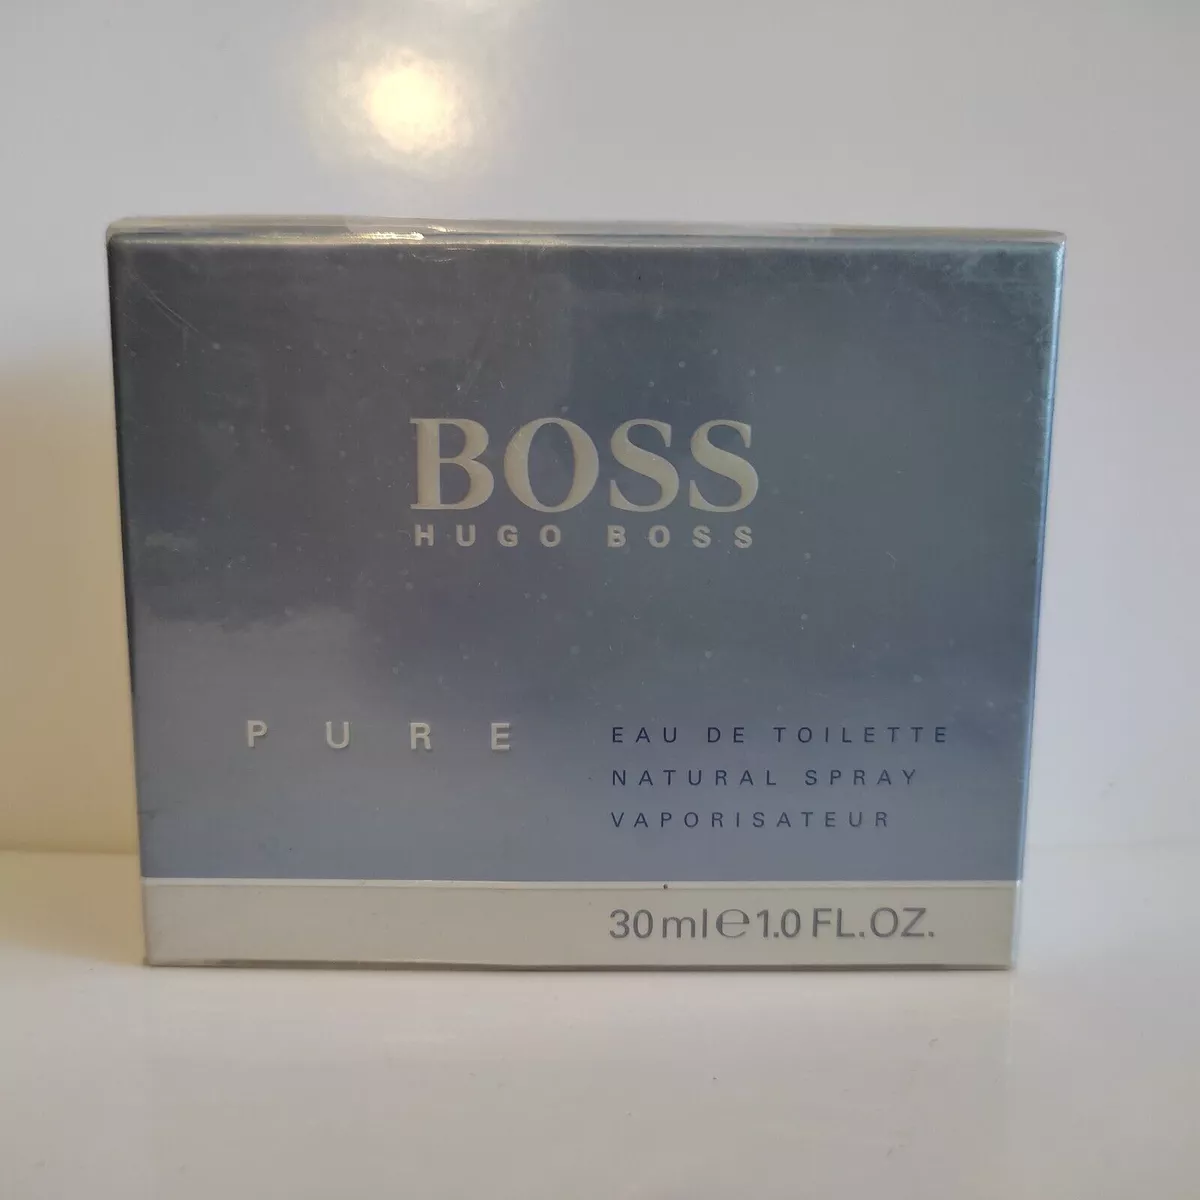 BOSS
HUGO BOSS
PURE
EAU DE TOILETTE
NATURAL SPRAY
VAPORISATEUR
30ml℮1.0 FL.OZ.